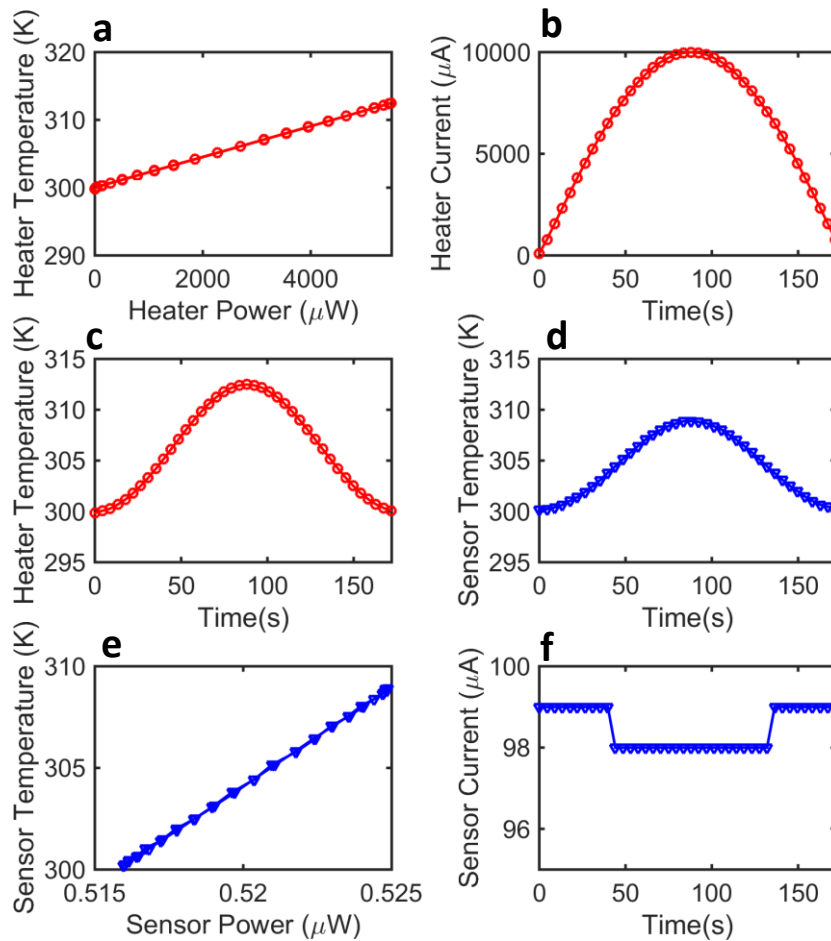 a
320
310
300
290
0
2000
4000
Heater Temperature (K)
Heater Power (μW)
b
10000
5000
0
0
50
100
150
Heater Current (μA)
Time(s)
c
315
310
305
300
295
0
50
100
150
Heater Temperature (K)
Time(s)
d
315
310
305
300
295
0
50
100
150
Sensor Temperature (K)
Time(s)
e
310
305
300
0.515
0.52
0.525
Sensor Temperature (K)
Sensor Power (μW)
f
100
98
96
0
50
100
150
Sensor Current (μA)
Time(s)